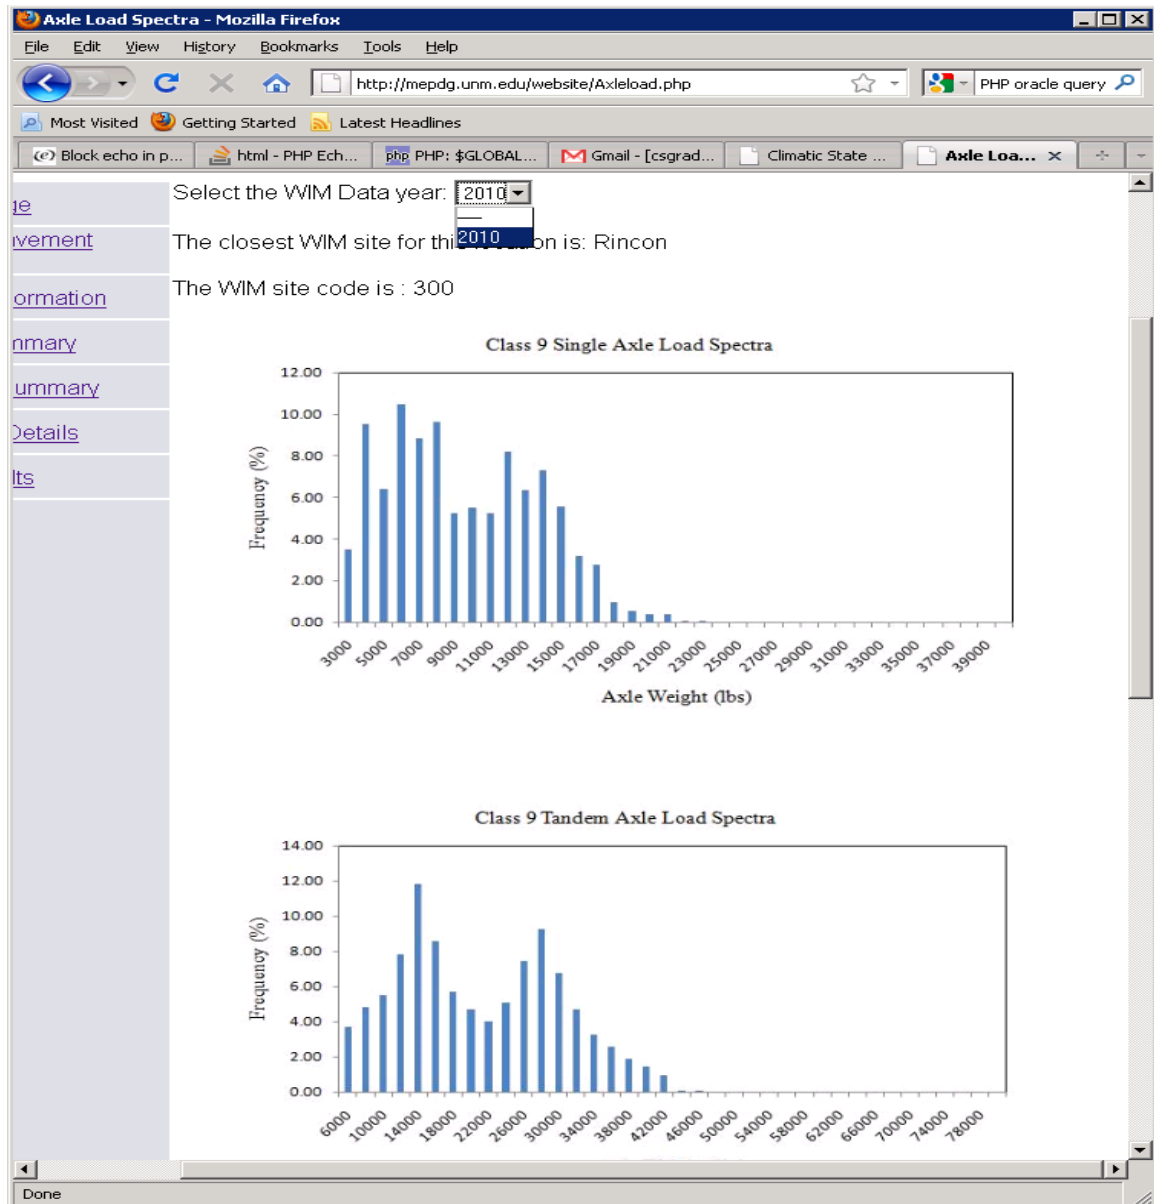 Axle Load Spectra - Mozilla Firefox
File Edit View History Bookmarks Tools Help
http://mepdg.unm.edu/website/Axleload.php
PHP oracle query
Most Visited Getting Started Latest Headlines
Block echo in p... html - PHP Ech... php PHP: $GLOBAL... Gmail - [csgrad... Climatic State ... Axle Loa...
ge
Select the WIM Data year: 2010
----
2010
vement
The closest WIM site for this location is: Rincon
ormation
The WIM site code is : 300
nmary
ummary
Details
lts
Class 9 Single Axle Load Spectra
12.00
10.00
8.00
6.00
4.00
2.00
0.00
Frequency (%)
3000 5000 7000 9000 11000 13000 15000 17000 19000 21000 23000 25000 27000 29000 31000 33000 35000 37000 39000
Axle Weight (lbs)
Class 9 Tandem Axle Load Spectra
14.00
12.00
10.00
8.00
6.00
4.00
2.00
0.00
Frequency (%)
6000 10000 14000 18000 22000 26000 30000 34000 38000 42000 46000 50000 54000 58000 62000 66000 70000 74000 78000
Done